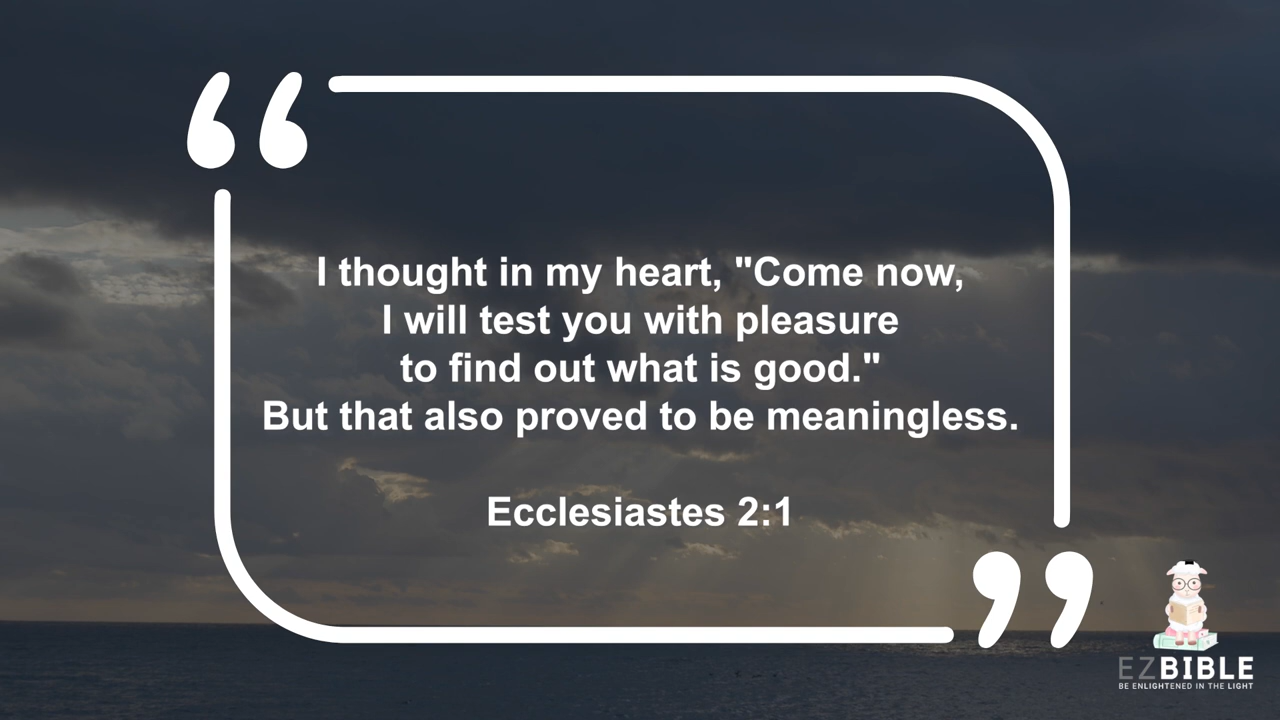 I thought in my heart, "Come now,
I will test you with pleasure
to find out what is good."
But that also proved to be meaningless.
Ecclesiastes 2:1
EZBIBLE
BE ENLIGHTENED IN THE LIGHT